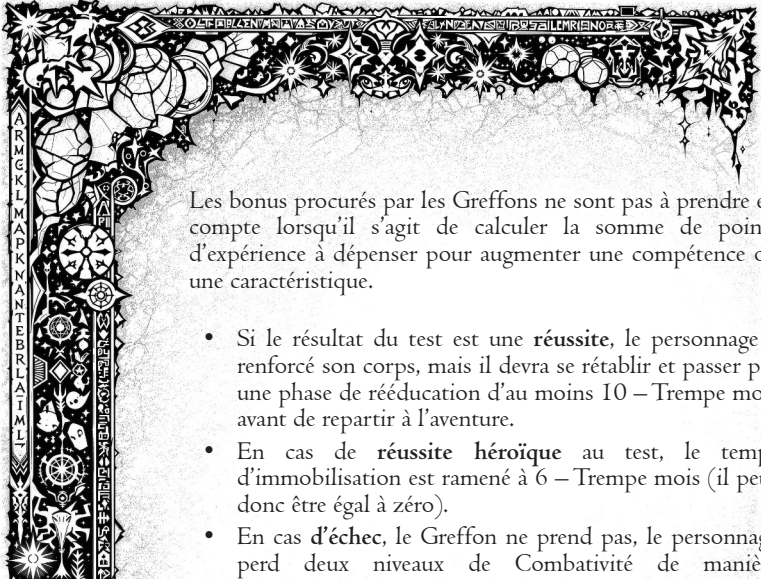 Les bonus procurés par les Greffons ne sont pas à prendre e
compte lorsqu'il s'agit de calculer la somme de poin
d'expérience à dépenser pour augmenter une compétence o
une caractéristique.
• Si le résultat du test est une réussite, le personnage
renforcé son corps, mais il devra se rétablir et passer p
une phase de rééducation d'au moins 10 – Trempe mo
avant de repartir à l'aventure.
• En cas de réussite héroïque au test, le temp
d'immobilisation est ramené à 6 – Trempe mois (il peu
donc être égal à zéro).
• En cas d'échec, le Greffon ne prend pas, le personnag
perd deux niveaux de Combativité de maniè